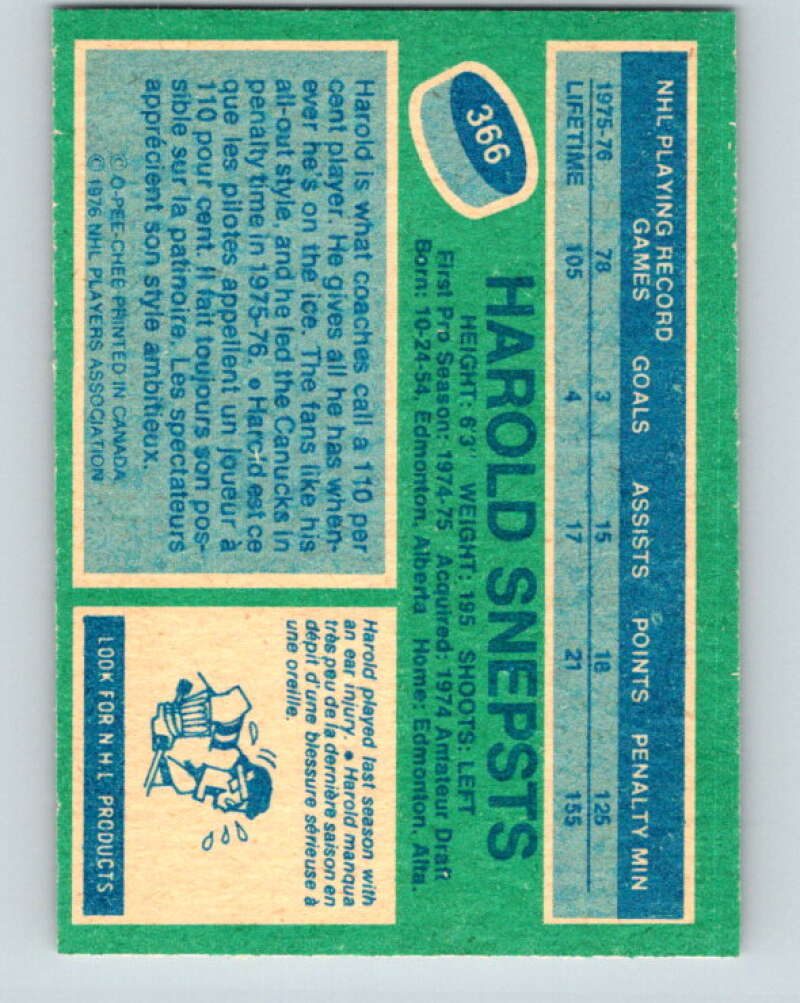 366
HAROLD SNEPSTS
HEIGHT: 6'3" WEIGHT: 195 SHOOTS: LEFT
First Pro Season: 1974-75 Acquired: 1974 Amateur Draft
Born: 10-24-54, Edmonton, Alberta Home: Edmonton, Alta.
NHL PLAYING RECORD
GAMES GOALS ASSISTS POINTS PENALTY MIN
1975-76 78 3 15 18 125
LIFETIME 105 4 17 21 155
Harold is what coaches call a 110 per
cent player. He gives all he has when-
ever he's on the ice. The fans like his
all-out style, and he led the Canucks in
penalty time in 1975-76. • Harold est ce
que les pilotes appellent un joueur à
110 pour cent. Il fait toujours son pos-
sible sur la patinoire. Les spectateurs
apprécient son style ambitieux.
© O-PEE-CHEE PRINTED IN CANADA
© 1976 NHL PLAYERS ASSOCIATION
Harold played last season with
an ear injury. • Harold manqua
très peu de la dernière saison en
dépit d'une blessure sérieuse à
une oreille.
LOOK FOR NHL PRODUCTS